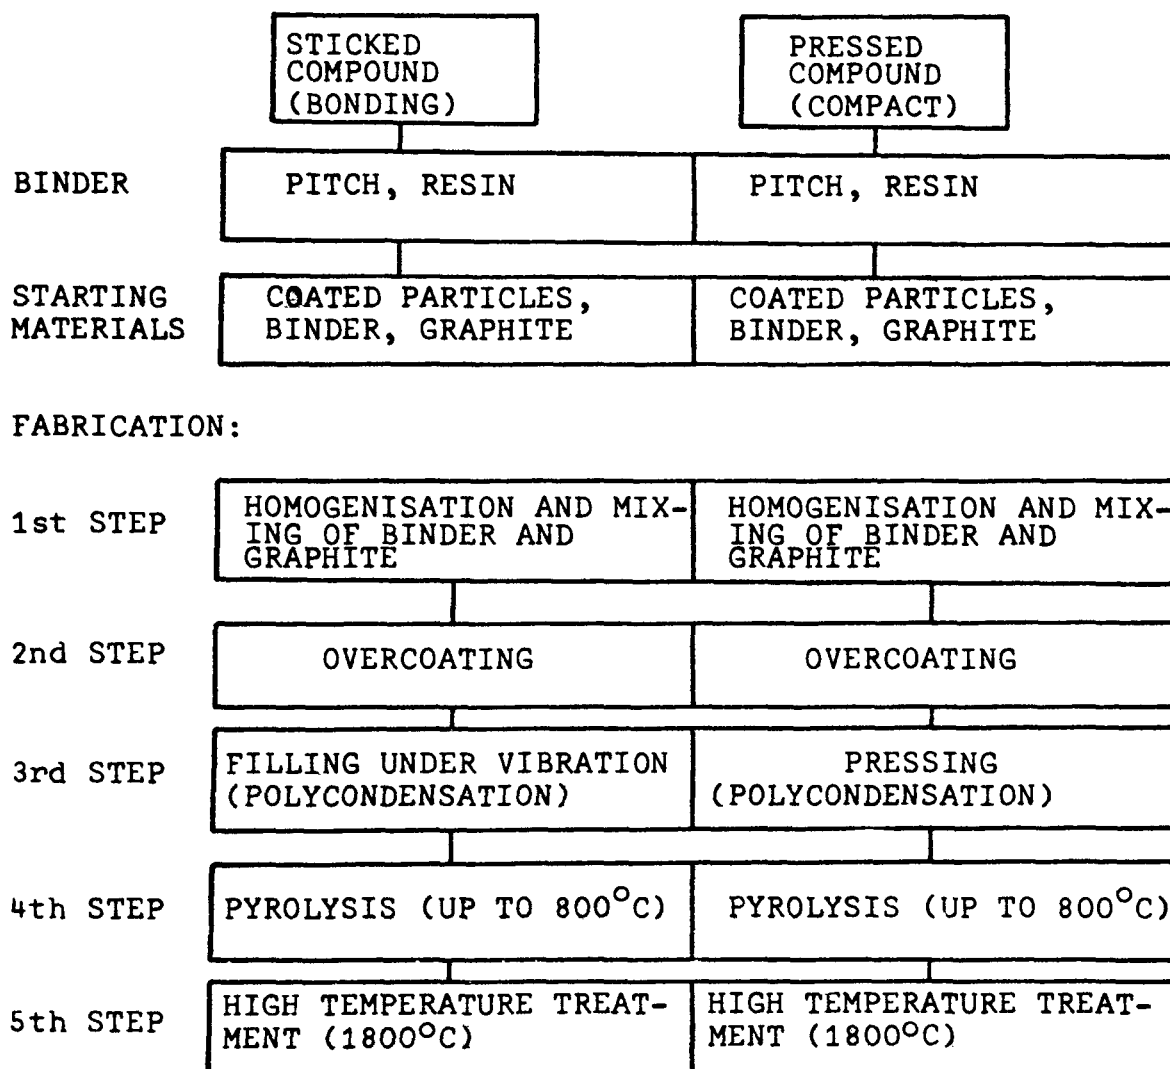 STICKED
COMPOUND
(BONDING)
PRESSED
COMPOUND
(COMPACT)
BINDER
PITCH, RESIN
PITCH, RESIN
STARTING
MATERIALS
COATED PARTICLES,
BINDER, GRAPHITE
COATED PARTICLES,
BINDER, GRAPHITE
FABRICATION:
1st STEP
HOMOGENISATION AND MIX-
ING OF BINDER AND
GRAPHITE
HOMOGENISATION AND MIX-
ING OF BINDER AND
GRAPHITE
2nd STEP
OVERCOATING
OVERCOATING
3rd STEP
FILLING UNDER VIBRATION
(POLYCONDENSATION)
PRESSING
(POLYCONDENSATION)
4th STEP
PYROLYSIS (UP TO 800°C)
PYROLYSIS (UP TO 800°C)
5th STEP
HIGH TEMPERATURE TREAT-
MENT (1800°C)
HIGH TEMPERATURE TREAT-
MENT (1800°C)